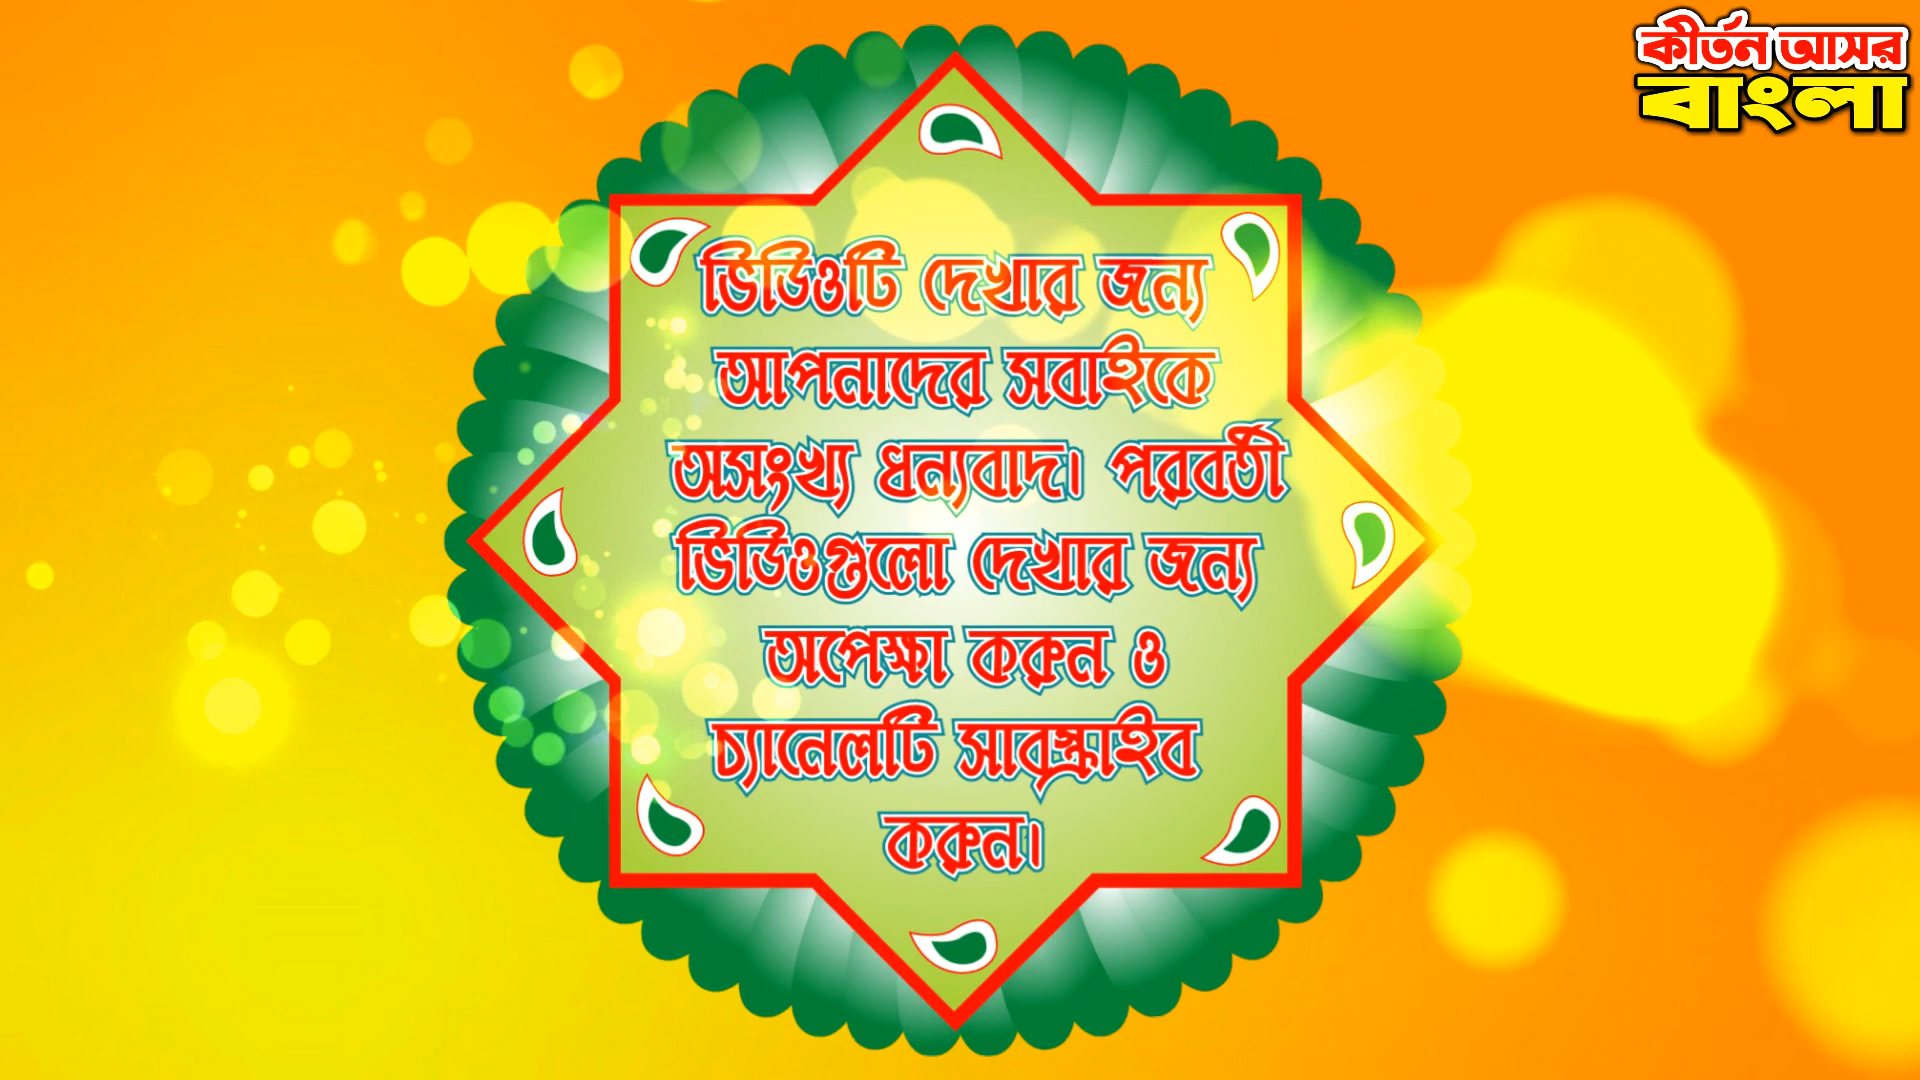 কীর্তন আসর
বাংলা
ভিডিওটি দেখার জন্য
আপনাদের সবাইকে
অসংখ্য ধন্যবাদ। পরবর্তী
ভিডিওগুলো দেখার জন্য
অপেক্ষা করুন ও
চ্যানেলটি সাবস্ক্রাইব
করুন।